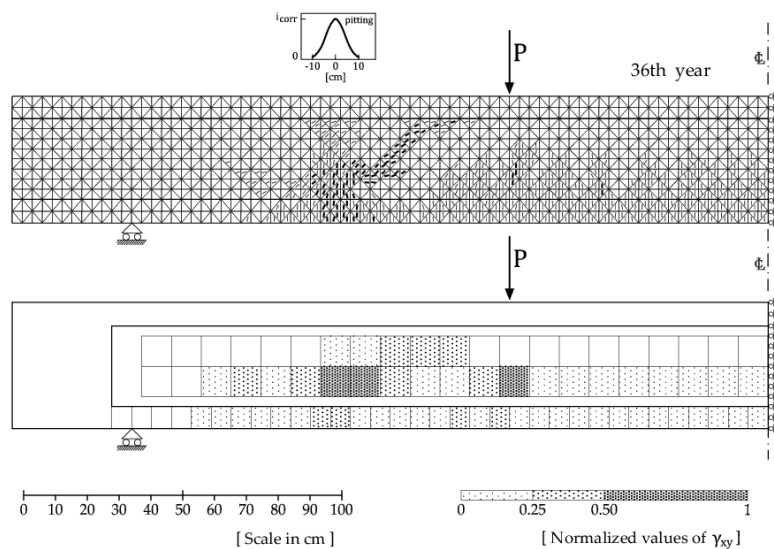 i_corr
pitting
0
-10 0 10
[cm]
P
36th year
℄
P
℄
0 10 20 30 40 50 60 70 80 90 100
0 0.25 0.50 1
[ Scale in cm ]
[ Normalized values of γxy ]